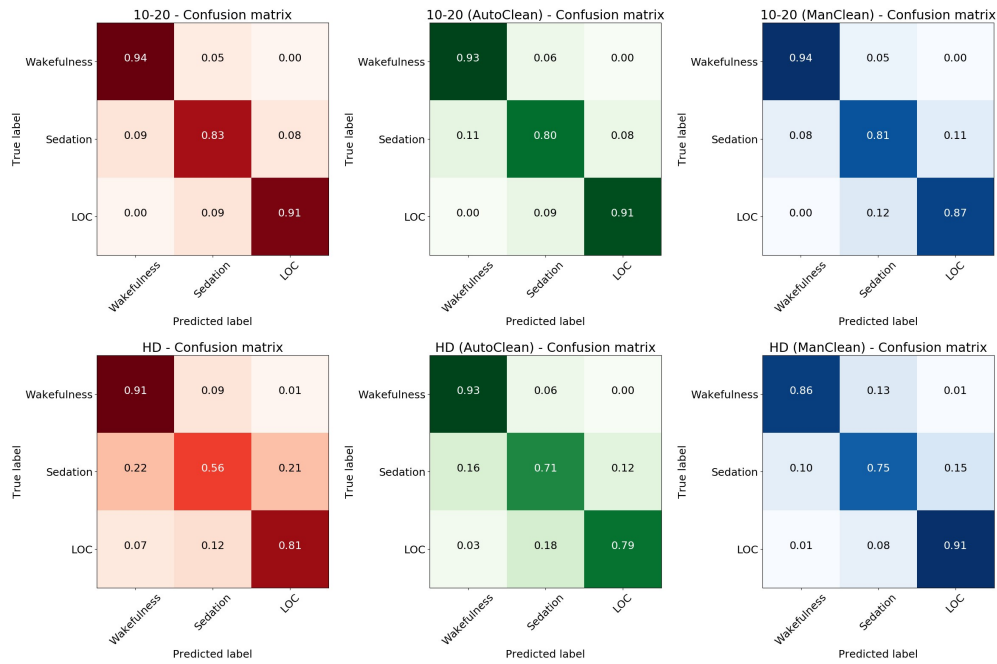 10-20 - Confusion matrix
Wakefulness 0.94 0.05 0.00
Sedation 0.09 0.83 0.08
LOC 0.00 0.09 0.91
True label
Wakefulness Sedation LOC
Predicted label
10-20 (AutoClean) - Confusion matrix
Wakefulness 0.93 0.06 0.00
Sedation 0.11 0.80 0.08
LOC 0.00 0.09 0.91
True label
Wakefulness Sedation LOC
Predicted label
10-20 (ManClean) - Confusion matrix
Wakefulness 0.94 0.05 0.00
Sedation 0.08 0.81 0.11
LOC 0.00 0.12 0.87
True label
Wakefulness Sedation LOC
Predicted label
HD - Confusion matrix
Wakefulness 0.91 0.09 0.01
Sedation 0.22 0.56 0.21
LOC 0.07 0.12 0.81
True label
Wakefulness Sedation LOC
Predicted label
HD (AutoClean) - Confusion matrix
Wakefulness 0.93 0.06 0.00
Sedation 0.16 0.71 0.12
LOC 0.03 0.18 0.79
True label
Wakefulness Sedation LOC
Predicted label
HD (ManClean) - Confusion matrix
Wakefulness 0.86 0.13 0.01
Sedation 0.10 0.75 0.15
LOC 0.01 0.08 0.91
True label
Wakefulness Sedation LOC
Predicted label